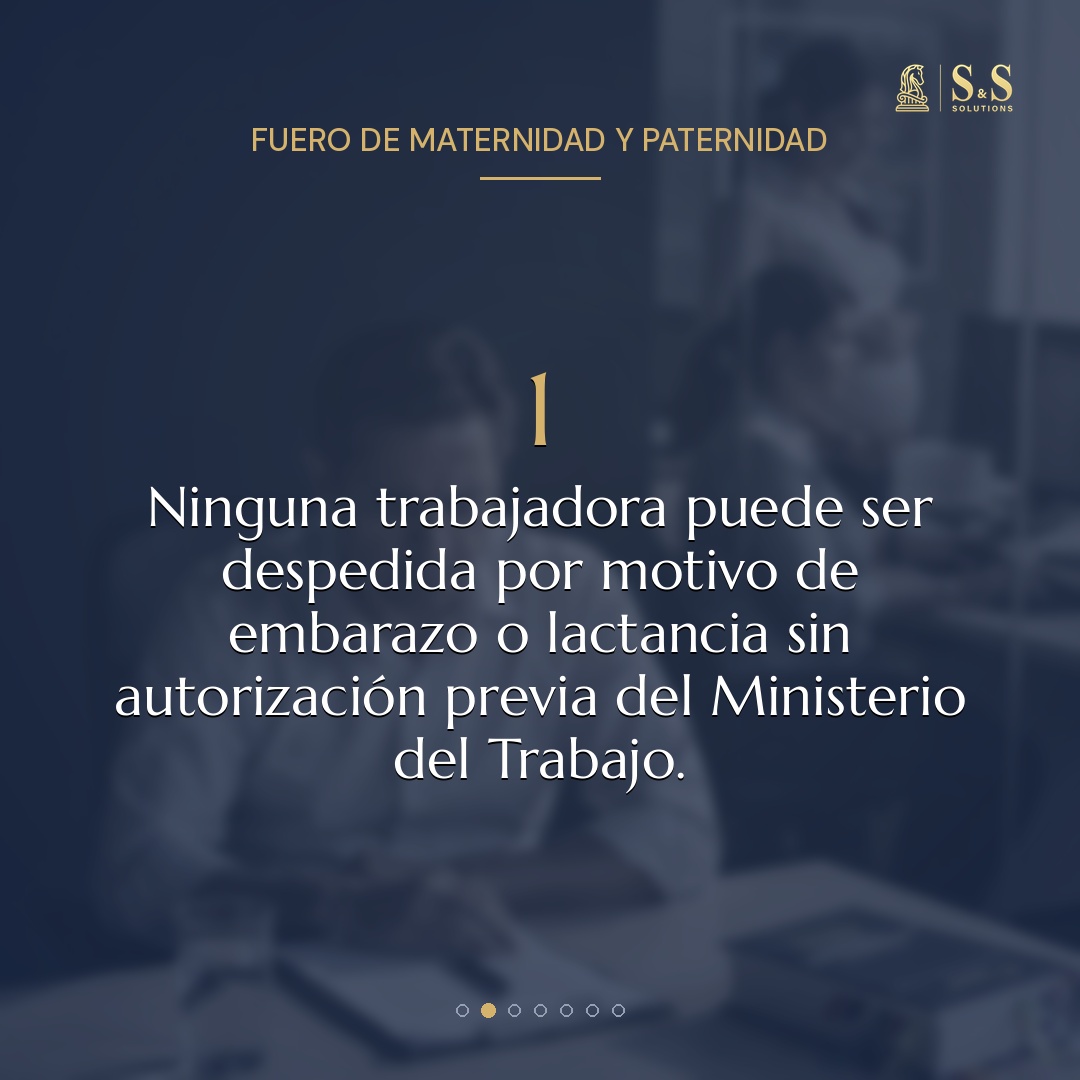 S&S
SOLUTIONS
FUERO DE MATERNIDAD Y PATERNIDAD
1
Ninguna trabajadora puede ser
despedida por motivo de
embarazo o lactancia sin
autorización previa del Ministerio
del Trabajo.